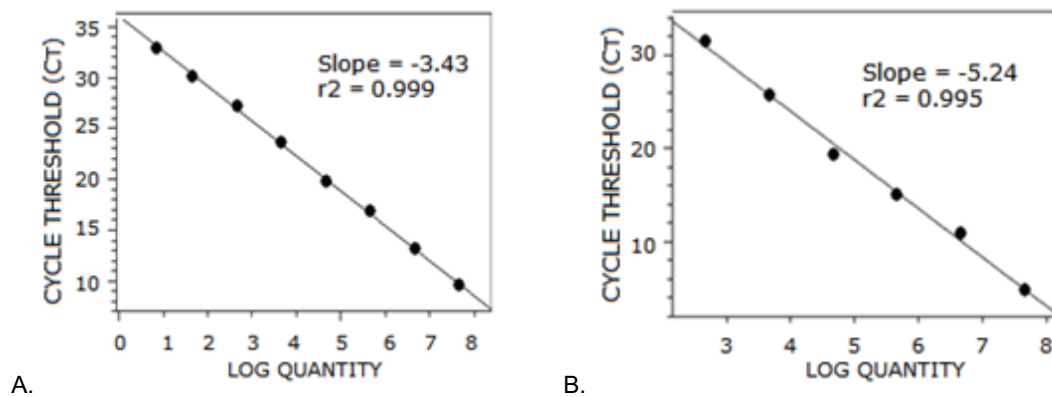 35
30
25
20
15
10
CYCLE THRESHOLD (CT)
Slope = -3.43
r2 = 0.999
0 1 2 3 4 5 6 7 8
LOG QUANTITY
A.
30
20
10
CYCLE THRESHOLD (CT)
Slope = -5.24
r2 = 0.995
3 4 5 6 7 8
LOG QUANTITY
B.